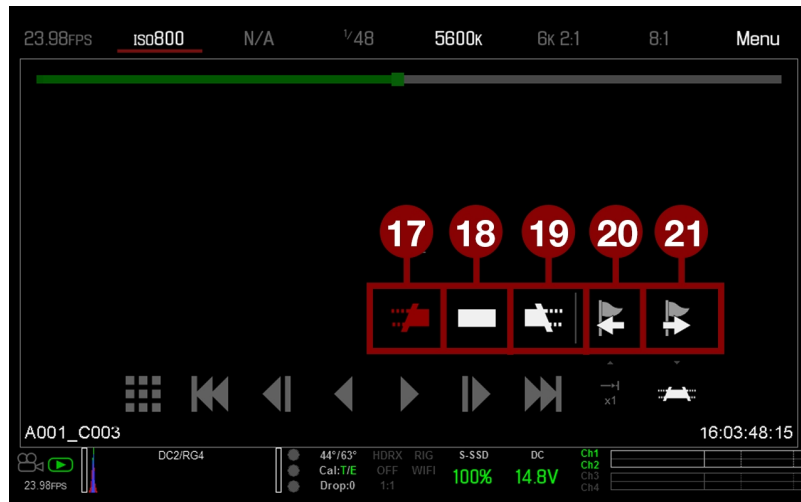 23.98FPS ISO800 N/A 1/48 5600K 6K 2:1 8:1 Menu
17 18 19 20 21
x1
A001_C003 16:03:48:15
DC2/RG4 44°/63° HDRX RIG S-SSD DC Ch1
Cal:T/E OFF WIFI 100% 14.8V Ch2
23.98FPS Drop:0 1:1 Ch3
Ch4